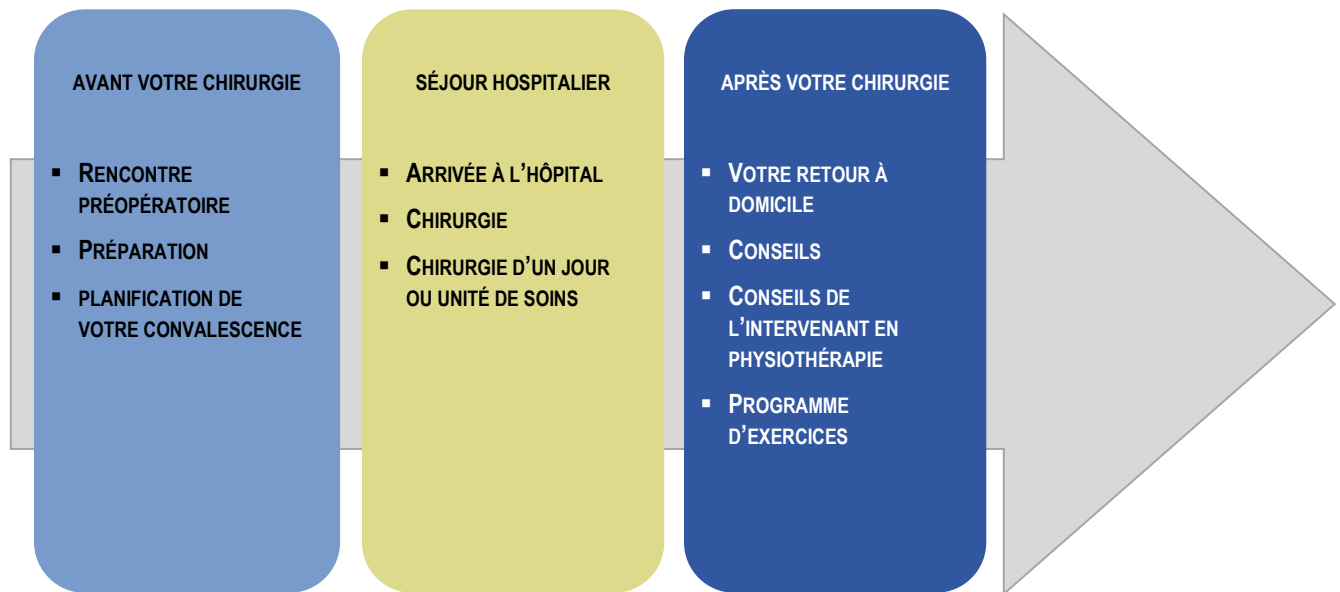 AVANT VOTRE CHIRURGIE
▪ RENCONTRE
PRÉOPÉRATOIRE
▪ PRÉPARATION
▪ PLANIFICATION DE
VOTRE CONVALESCENCE
SÉJOUR HOSPITALIER
▪ ARRIVÉE À L’HÔPITAL
▪ CHIRURGIE
▪ CHIRURGIE D’UN JOUR
OU UNITÉ DE SOINS
APRÈS VOTRE CHIRURGIE
▪ VOTRE RETOUR À
DOMICILE
▪ CONSEILS
▪ CONSEILS DE
L’INTERVENANT EN
PHYSIOTHÉRAPIE
▪ PROGRAMME
D’EXERCICES